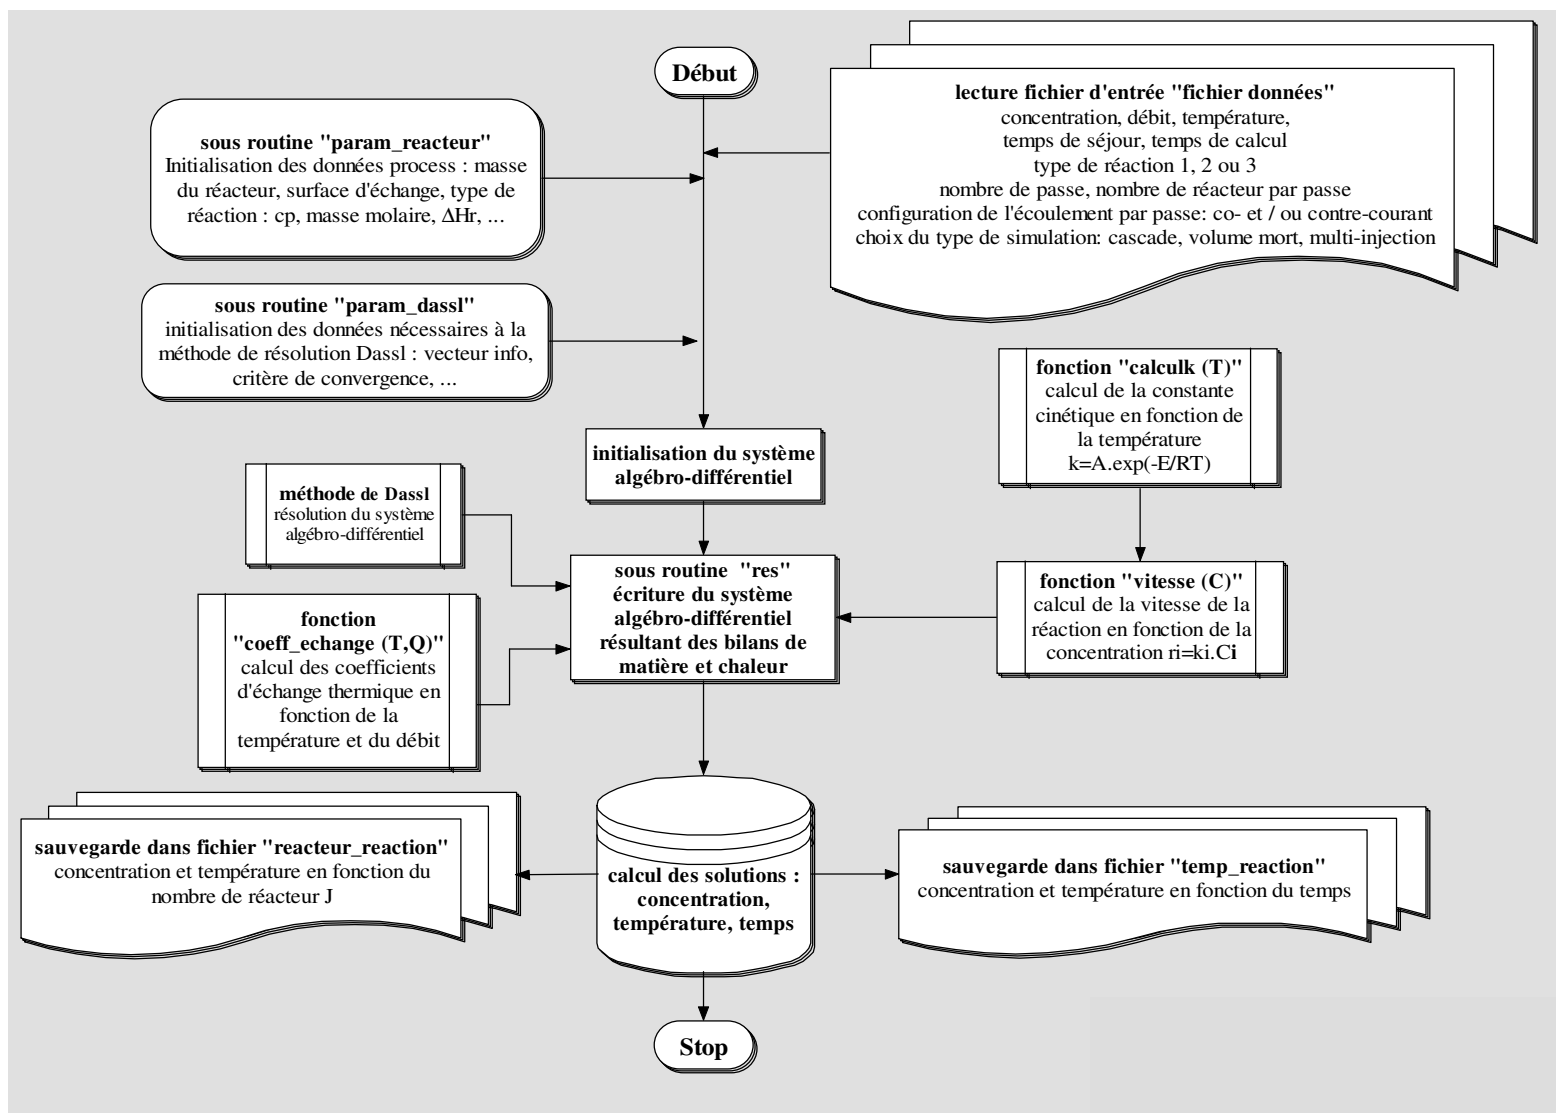 Début
lecture fichier d'entrée "fichier données"
concentration, débit, température,
temps de séjour, temps de calcul
type de réaction 1, 2 ou 3
nombre de passe, nombre de réacteur par passe
configuration de l'écoulement par passe: co- et / ou contre-courant
choix du type de simulation: cascade, volume mort, multi-injection
sous routine "param_reacteur"
Initialisation des données process : masse
du réacteur, surface d'échange, type de
réaction : cp, masse molaire, ΔHr, ...
sous routine "param_dassl"
initialisation des données nécessaires à la
méthode de résolution Dassl : vecteur info,
critère de convergence, ...
fonction "calculk (T)"
calcul de la constante
cinétique en fonction de
la température
k=A.exp(-E/RT)
initialisation du système
algébro-différentiel
méthode de Dassl
résolution du système
algébro-différentiel
sous routine "res"
écriture du système
algébro-différentiel
résultant des bilans de
matière et chaleur
fonction "vitesse (C)"
calcul de la vitesse de la
réaction en fonction de la
concentration ri=ki.Ci
fonction
"coeff_echange (T,Q)"
calcul des coefficients
d'échange thermique en
fonction de la
température et du débit
sauvegarde dans fichier "reacteur_reaction"
concentration et température en fonction du
nombre de réacteur J
calcul des solutions :
concentration,
température, temps
sauvegarde dans fichier "temp_reaction"
concentration et température en fonction du temps
Stop